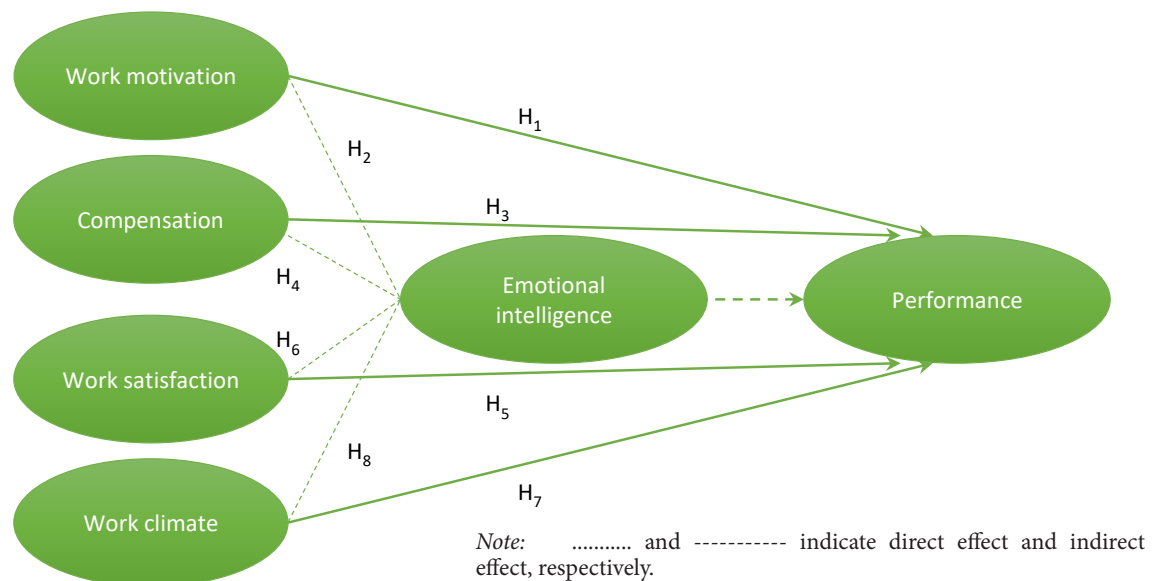 Work motivation
H1
H2
Compensation
H3
H4
Emotional
intelligence
Performance
H6
Work satisfaction
H5
H8
H7
Work climate
Note: ........... and ----------- indicate direct effect and indirect
effect, respectively.